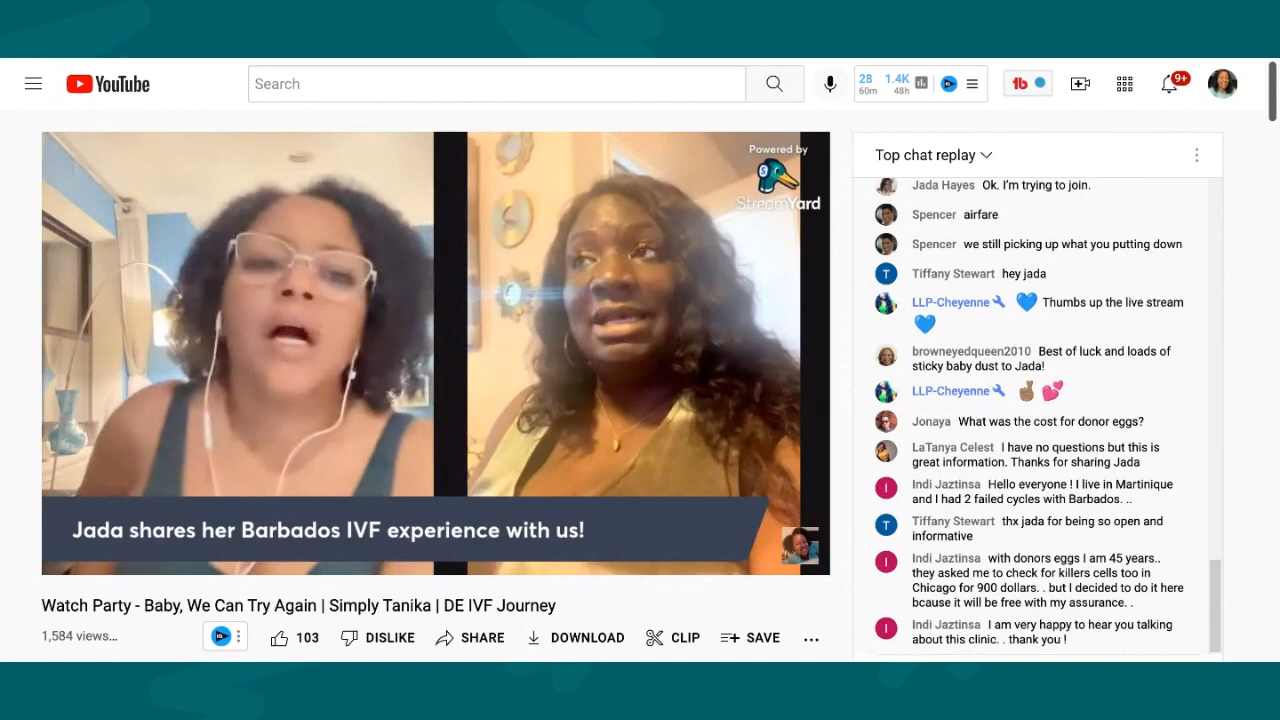 YouTube
Search
28
60m
1.4K
48h
9+
Powered by
StreamYard
Jada shares her Barbados IVF experience with us!
Watch Party - Baby, We Can Try Again | Simply Tanika | DE IVF Journey
1,584 views...
103
DISLIKE
SHARE
DOWNLOAD
CLIP
SAVE
Top chat replay
Jada Hayes Ok. I'm trying to join.
Spencer airfare
Spencer we still picking up what you putting down
T
Tiffany Stewart hey jada
LLP-Cheyenne 💙 Thumbs up the live stream
💙
browneyedqueen2010 Best of luck and loads of
sticky baby dust to Jada!
LLP-Cheyenne 🤞🏽 💕
Jonaya What was the cost for donor eggs?
LaTanya Celest I have no questions but this is
great information. Thanks for sharing Jada
I
Indi Jaztinsa Hello everyone ! I live in Martinique
and I had 2 failed cycles with Barbados. ..
T
Tiffany Stewart thx jada for being so open and
informative
I
Indi Jaztinsa with donors eggs I am 45 years..
they asked me to check for killers cells too in
Chicago for 900 dollars. . but I decided to do it here
bcause it will be free with my assurance. .
I
Indi Jaztinsa I am very happy to hear you talking
about this clinic. . thank you !